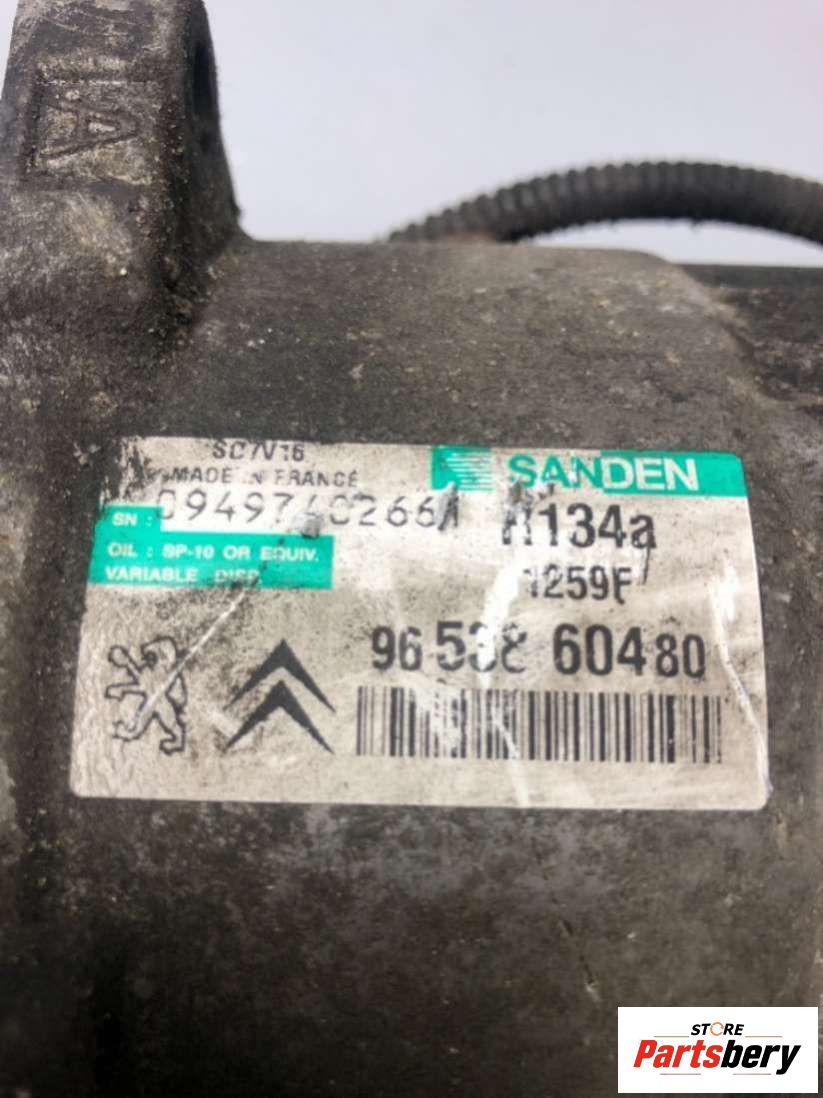 A
SD7V16
MADE IN FRANCE
SANDEN
SN :
R134a
OIL : SP-10 OR EQUIV.
VARIABLE DISP
1259F
96 538 604 80
STORE
Partsbery